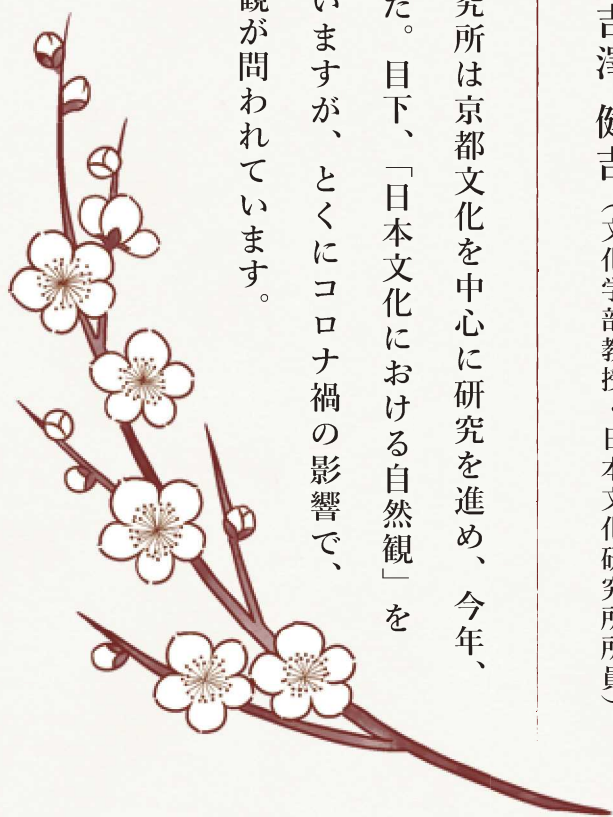 吉澤 健吉（文化学部教授・日本文化研究所所員）
究所は京都文化を中心に研究を進め、今年、
た。目下、「日本文化における自然観」を
いますが、とくにコロナ禍の影響で、
観が問われています。